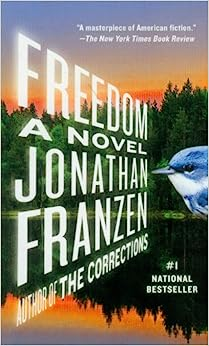 "A masterpiece of American fiction."
—The New York Times Book Review
FREEDOM
A NOVEL
JONATHAN
FRANZEN
AUTHOR OF THE CORRECTIONS
#1
NATIONAL
BESTSELLER